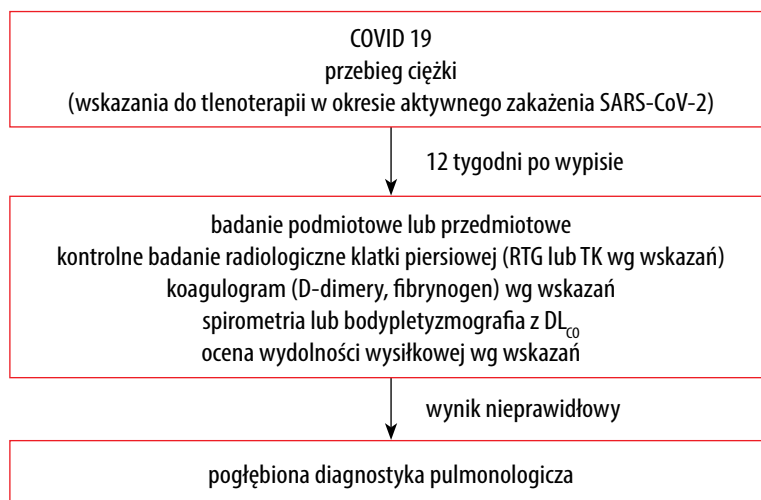 COVID 19
przebieg ciężki
(wskazania do tlenoterapii w okresie aktywnego zakażenia SARS-CoV-2)
12 tygodni po wypisie
badanie podmiotowe lub przedmiotowe
kontrolne badanie radiologiczne klatki piersiowej (RTG lub TK wg wskazań)
koagulogram (D-dimery, fibrynogen) wg wskazań
spirometria lub bodypletyzmografia z DLco
ocena wydolności wysiłkowej wg wskazań
wynik nieprawidłowy
pogłębiona diagnostyka pulmonologicza